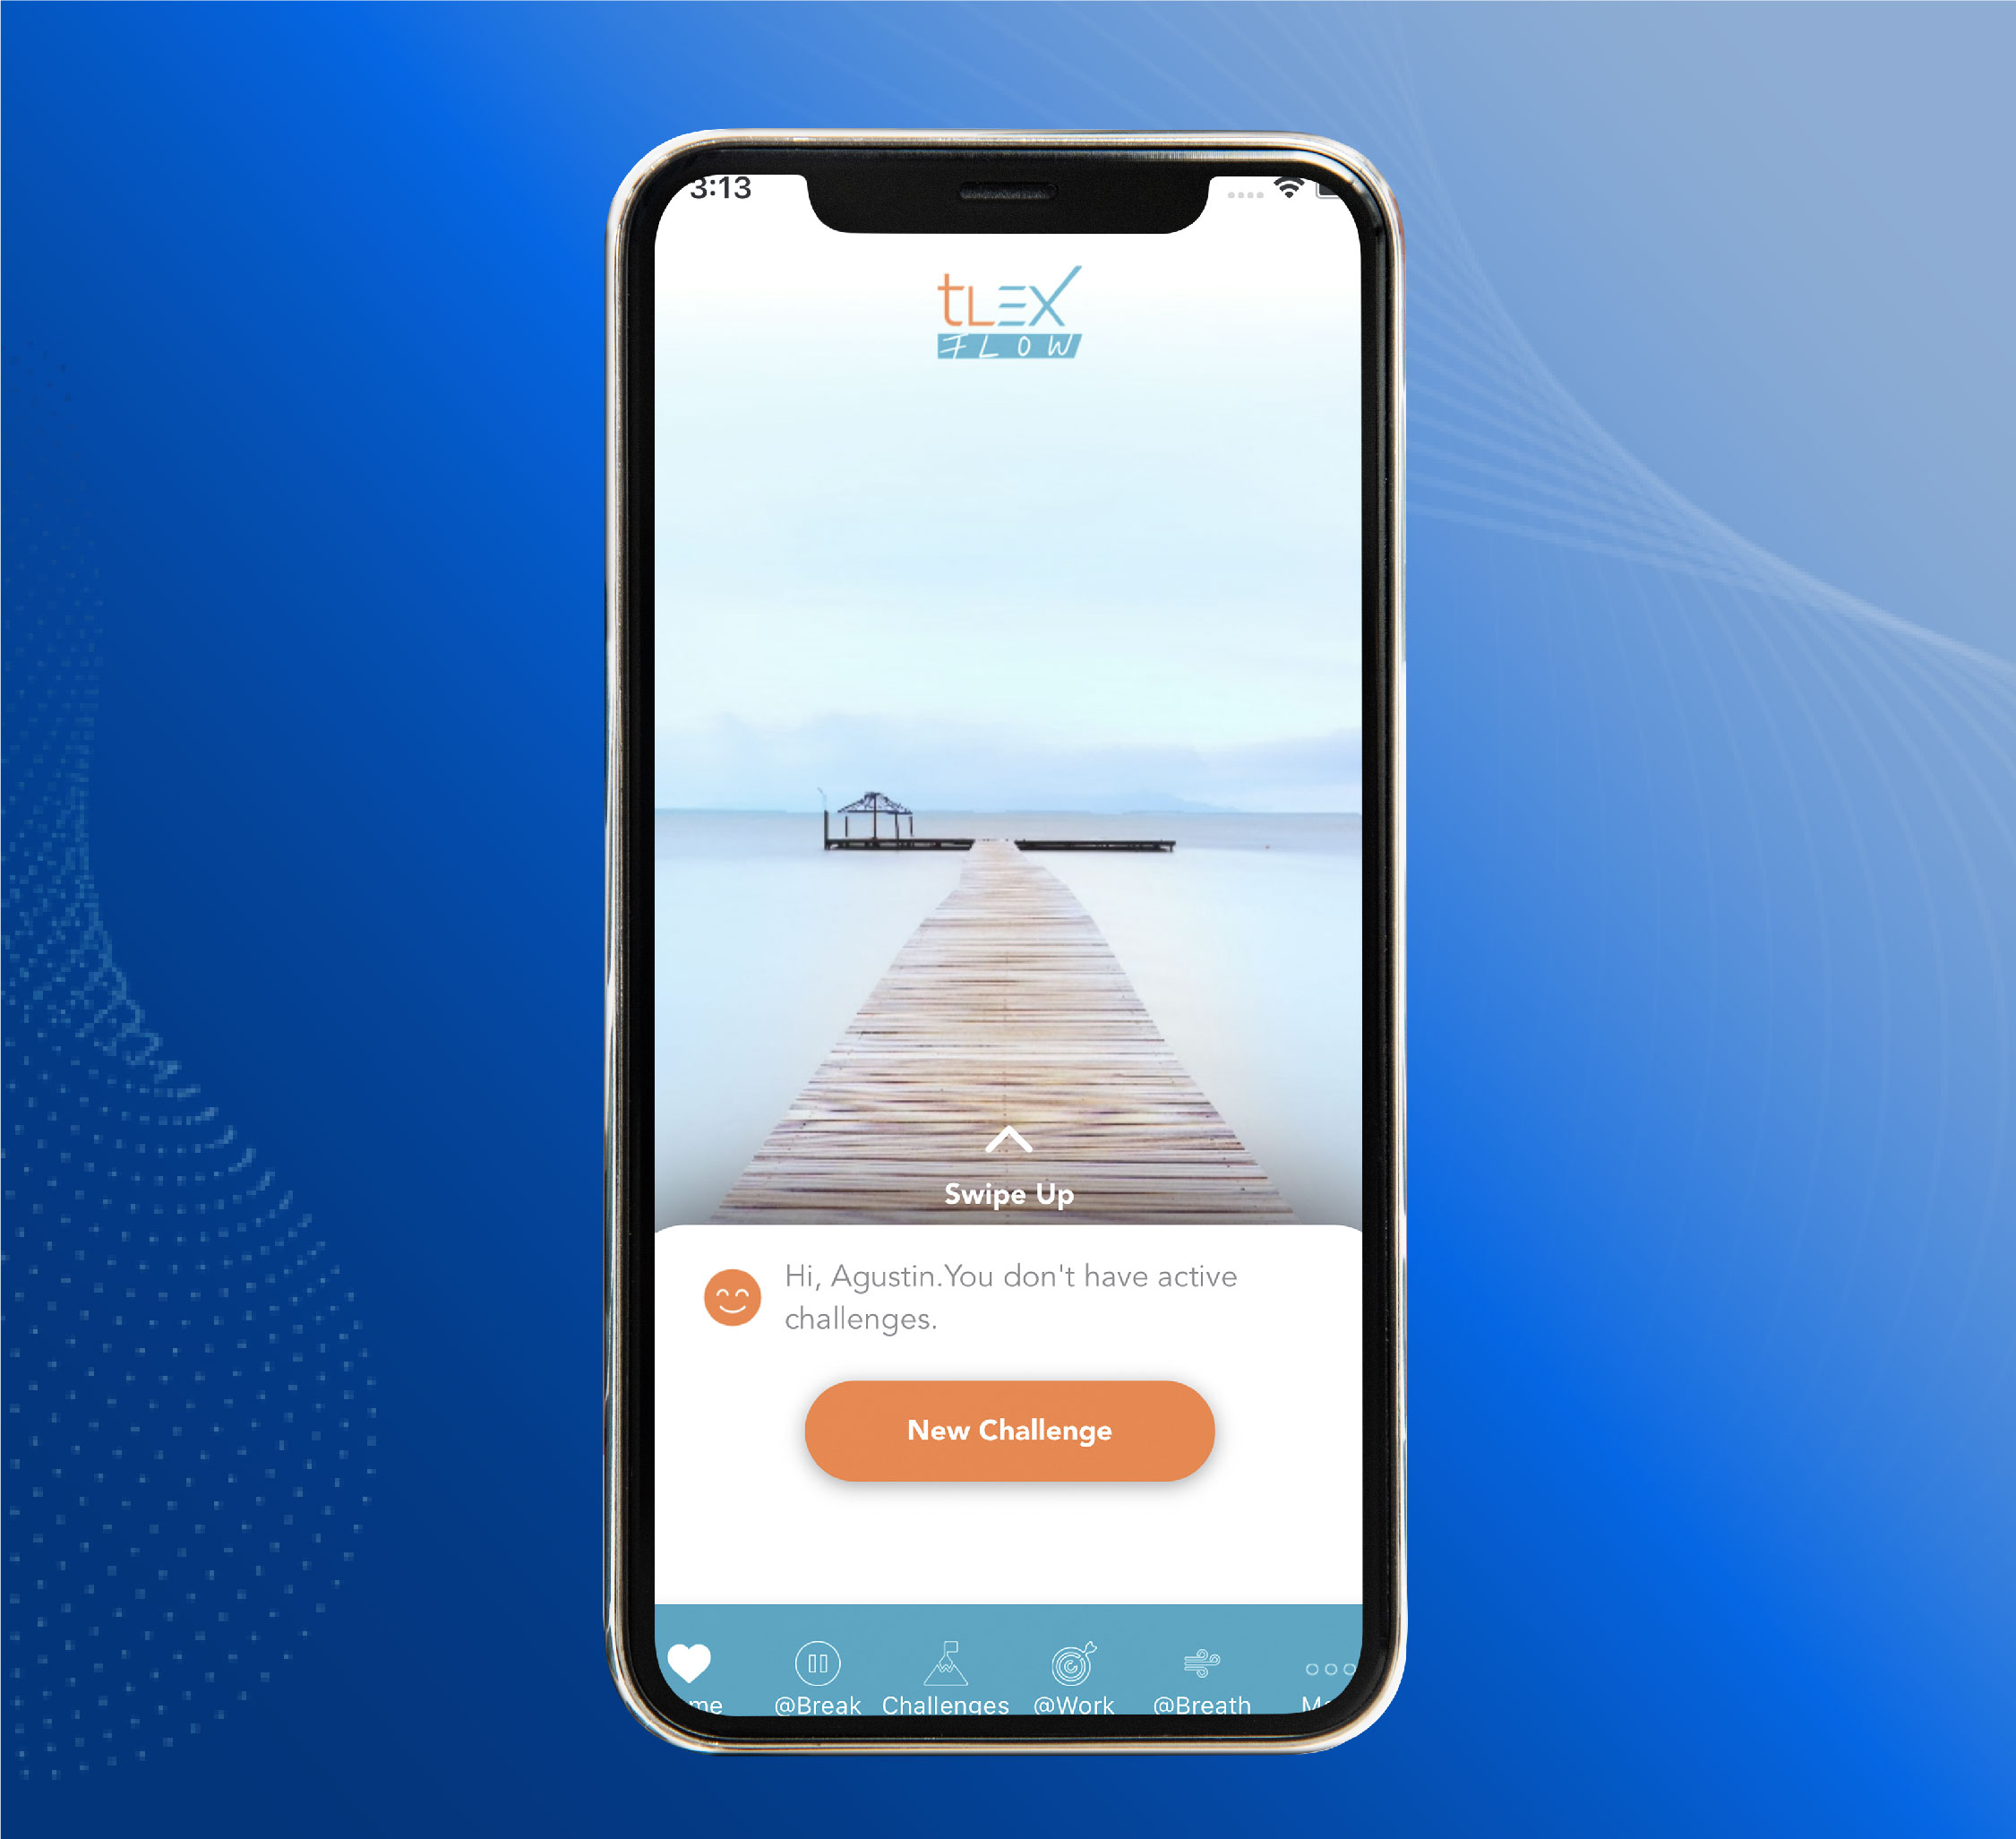 3:13
tLEX
FLOW
Swipe Up
Hi, Agustin.You don't have active
challenges.
New Challenge
@Break Challenges @Work @Breath